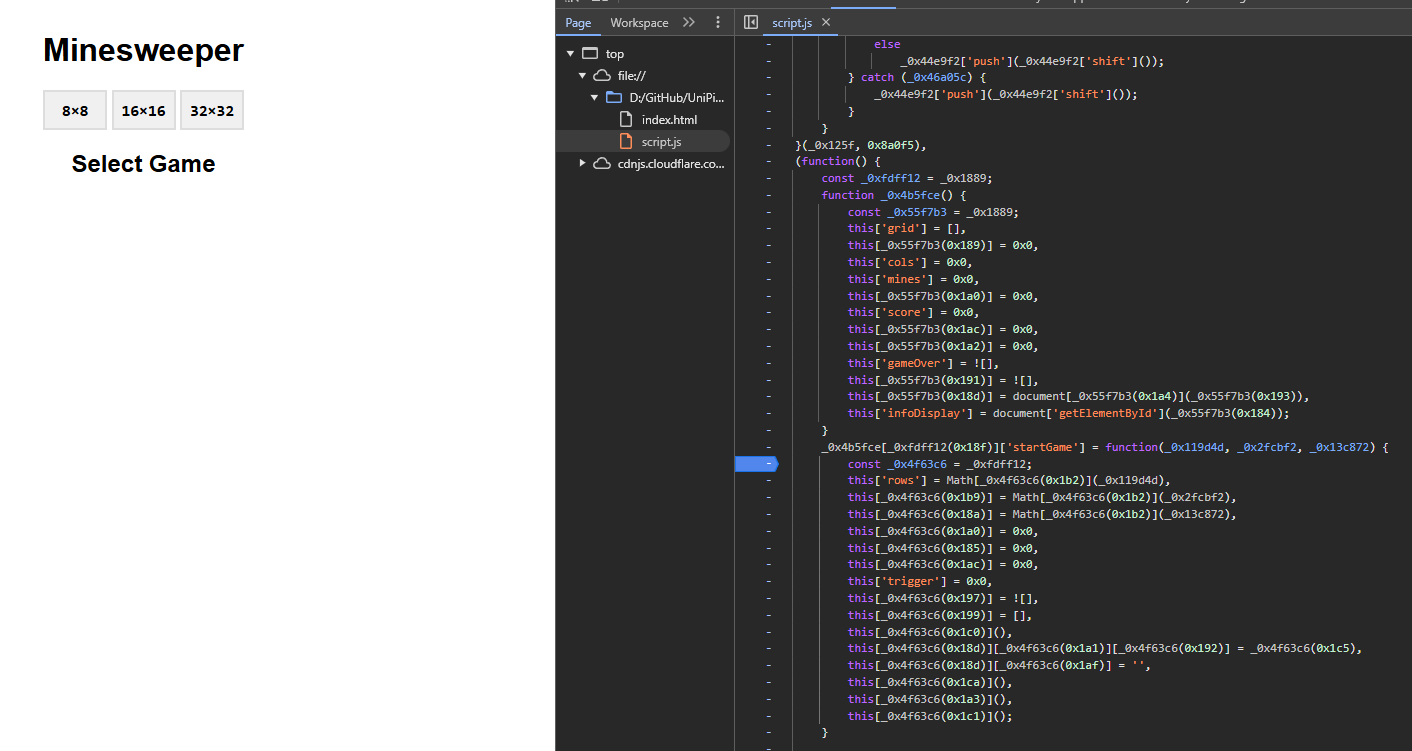 Minesweeper
8×8 16×16 32×32
Select Game
Page Workspace
top
file://
D:/GitHub/UniPi...
index.html
script.js
cdnjs.cloudflare.co...
script.js
else
_0x44e9f2['push'](_0x44e9f2['shift']());
} catch (_0x46a05c) {
_0x44e9f2['push'](_0x44e9f2['shift']());
}
}
}(_0x125f, 0x8a0f5),
(function() {
const _0xfdff12 = _0x1889;
function _0x4b5fce() {
const _0x55f7b3 = _0x1889;
this['grid'] = [],
this[_0x55f7b3(0x189)] = 0x0,
this['cols'] = 0x0,
this['mines'] = 0x0,
this[_0x55f7b3(0x1a0)] = 0x0,
this['score'] = 0x0,
this[_0x55f7b3(0x1ac)] = 0x0,
this[_0x55f7b3(0x1a2)] = 0x0,
this['gameOver'] = ![],
this[_0x55f7b3(0x191)] = ![],
this[_0x55f7b3(0x18d)] = document[_0x55f7b3(0x1a4)](_0x55f7b3(0x193)),
this['infoDisplay'] = document['getElementById'](_0x55f7b3(0x184));
}
_0x4b5fce[_0xfdff12(0x18f)]['startGame'] = function(_0x119d4d, _0x2fcbf2, _0x13c872) {
const _0x4f63c6 = _0xfdff12;
this['rows'] = Math[_0x4f63c6(0x1b2)](_0x119d4d),
this[_0x4f63c6(0x1b9)] = Math[_0x4f63c6(0x1b2)](_0x2fcbf2),
this[_0x4f63c6(0x18a)] = Math[_0x4f63c6(0x1b2)](_0x13c872),
this[_0x4f63c6(0x1a0)] = 0x0,
this[_0x4f63c6(0x185)] = 0x0,
this[_0x4f63c6(0x1ac)] = 0x0,
this['trigger'] = 0x0,
this[_0x4f63c6(0x197)] = ![],
this[_0x4f63c6(0x199)] = [],
this[_0x4f63c6(0x1c0)](),
this[_0x4f63c6(0x18d)][_0x4f63c6(0x1a1)][_0x4f63c6(0x192)] = _0x4f63c6(0x1c5),
this[_0x4f63c6(0x18d)][_0x4f63c6(0x1af)] = '',
this[_0x4f63c6(0x1ca)](),
this[_0x4f63c6(0x1a3)](),
this[_0x4f63c6(0x1c1)]();
}